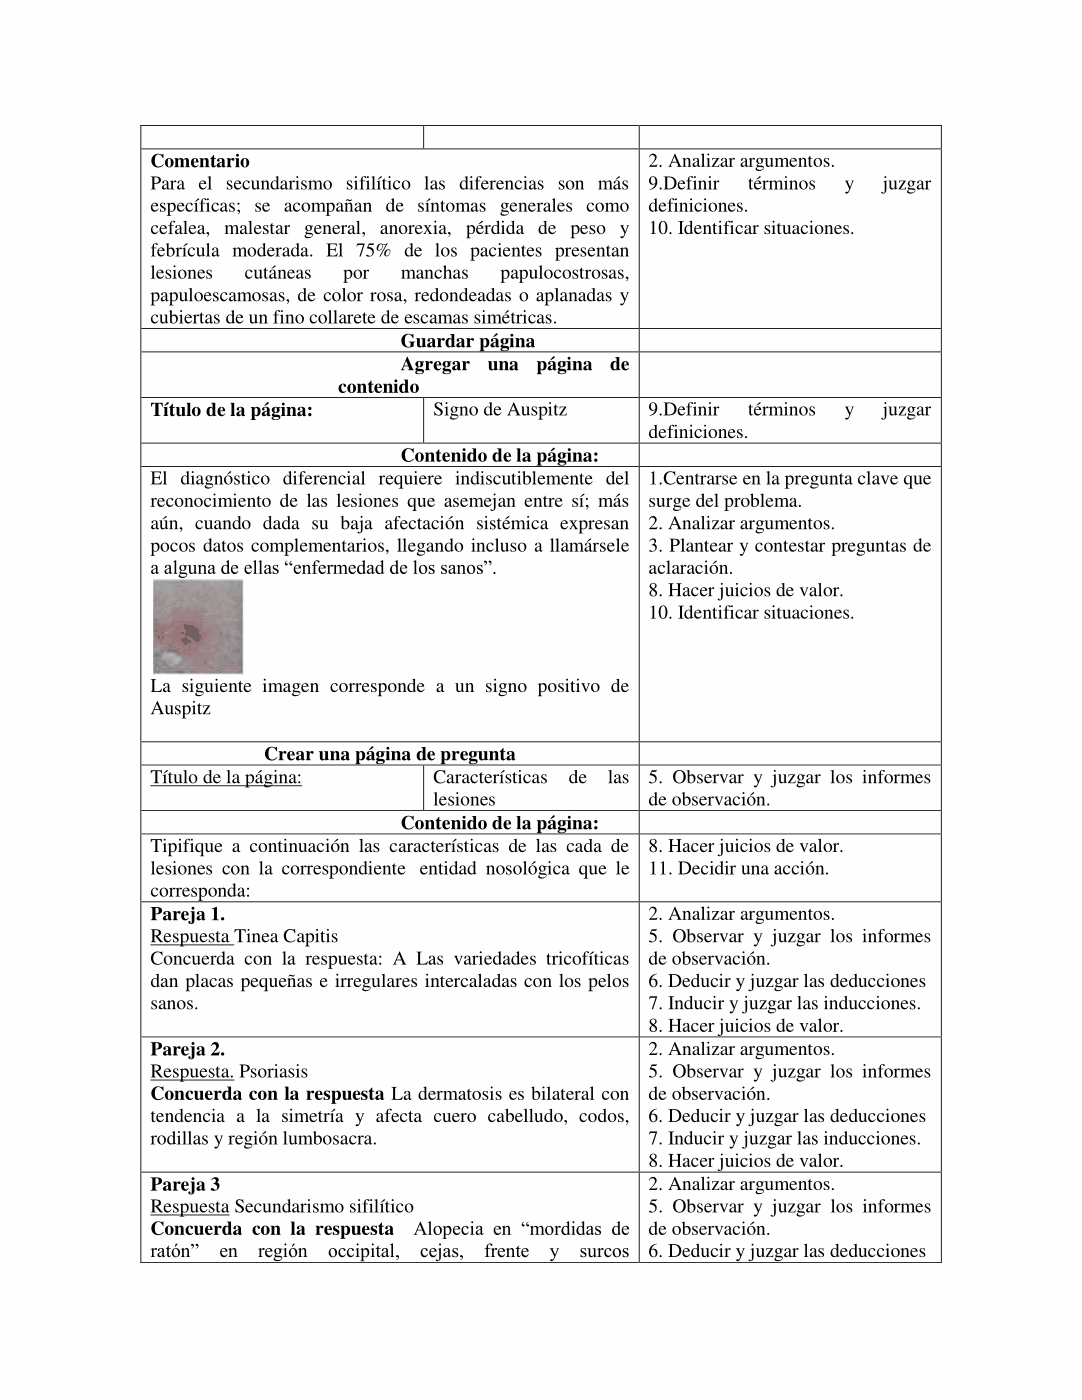 Comentario
Para el secundarismo sifilítico las diferencias son más
específicas; se acompañan de síntomas generales como
cefalea, malestar general, anorexia, pérdida de peso y
febrícula moderada. El 75% de los pacientes presentan
lesiones cutáneas por manchas papulocostrosas,
papuloescamosas, de color rosa, redondeadas o aplanadas y
cubiertas de un fino collarete de escamas simétricas.
2. Analizar argumentos.
9.Definir términos y juzgar
definiciones.
10. Identificar situaciones.
Guardar página
Agregar una página de
contenido
Título de la página:
Signo de Auspitz
9.Definir términos y juzgar
definiciones.
Contenido de la página:
El diagnóstico diferencial requiere indiscutiblemente del
reconocimiento de las lesiones que asemejan entre sí; más
aún, cuando dada su baja afectación sistémica expresan
pocos datos complementarios, llegando incluso a llamársele
a alguna de ellas “enfermedad de los sanos”.
La siguiente imagen corresponde a un signo positivo de
Auspitz
1.Centrarse en la pregunta clave que
surge del problema.
2. Analizar argumentos.
3. Plantear y contestar preguntas de
aclaración.
8. Hacer juicios de valor.
10. Identificar situaciones.
Crear una página de pregunta
Título de la página:
Características de las
lesiones
5. Observar y juzgar los informes
de observación.
Contenido de la página:
Tipifique a continuación las características de las cada de
lesiones con la correspondiente entidad nosológica que le
corresponda:
8. Hacer juicios de valor.
11. Decidir una acción.
Pareja 1.
Respuesta Tinea Capitis
Concuerda con la respuesta: A Las variedades tricofíticas
dan placas pequeñas e irregulares intercaladas con los pelos
sanos.
2. Analizar argumentos.
5. Observar y juzgar los informes
de observación.
6. Deducir y juzgar las deducciones
7. Inducir y juzgar las inducciones.
8. Hacer juicios de valor.
Pareja 2.
Respuesta. Psoriasis
Concuerda con la respuesta La dermatosis es bilateral con
tendencia a la simetría y afecta cuero cabelludo, codos,
rodillas y región lumbosacra.
2. Analizar argumentos.
5. Observar y juzgar los informes
de observación.
6. Deducir y juzgar las deducciones
7. Inducir y juzgar las inducciones.
8. Hacer juicios de valor.
Pareja 3
Respuesta Secundarismo sifilítico
Concuerda con la respuesta Alopecia en “mordidas de
ratón” en región occipital, cejas, frente y surcos
2. Analizar argumentos.
5. Observar y juzgar los informes
de observación.
6. Deducir y juzgar las deducciones